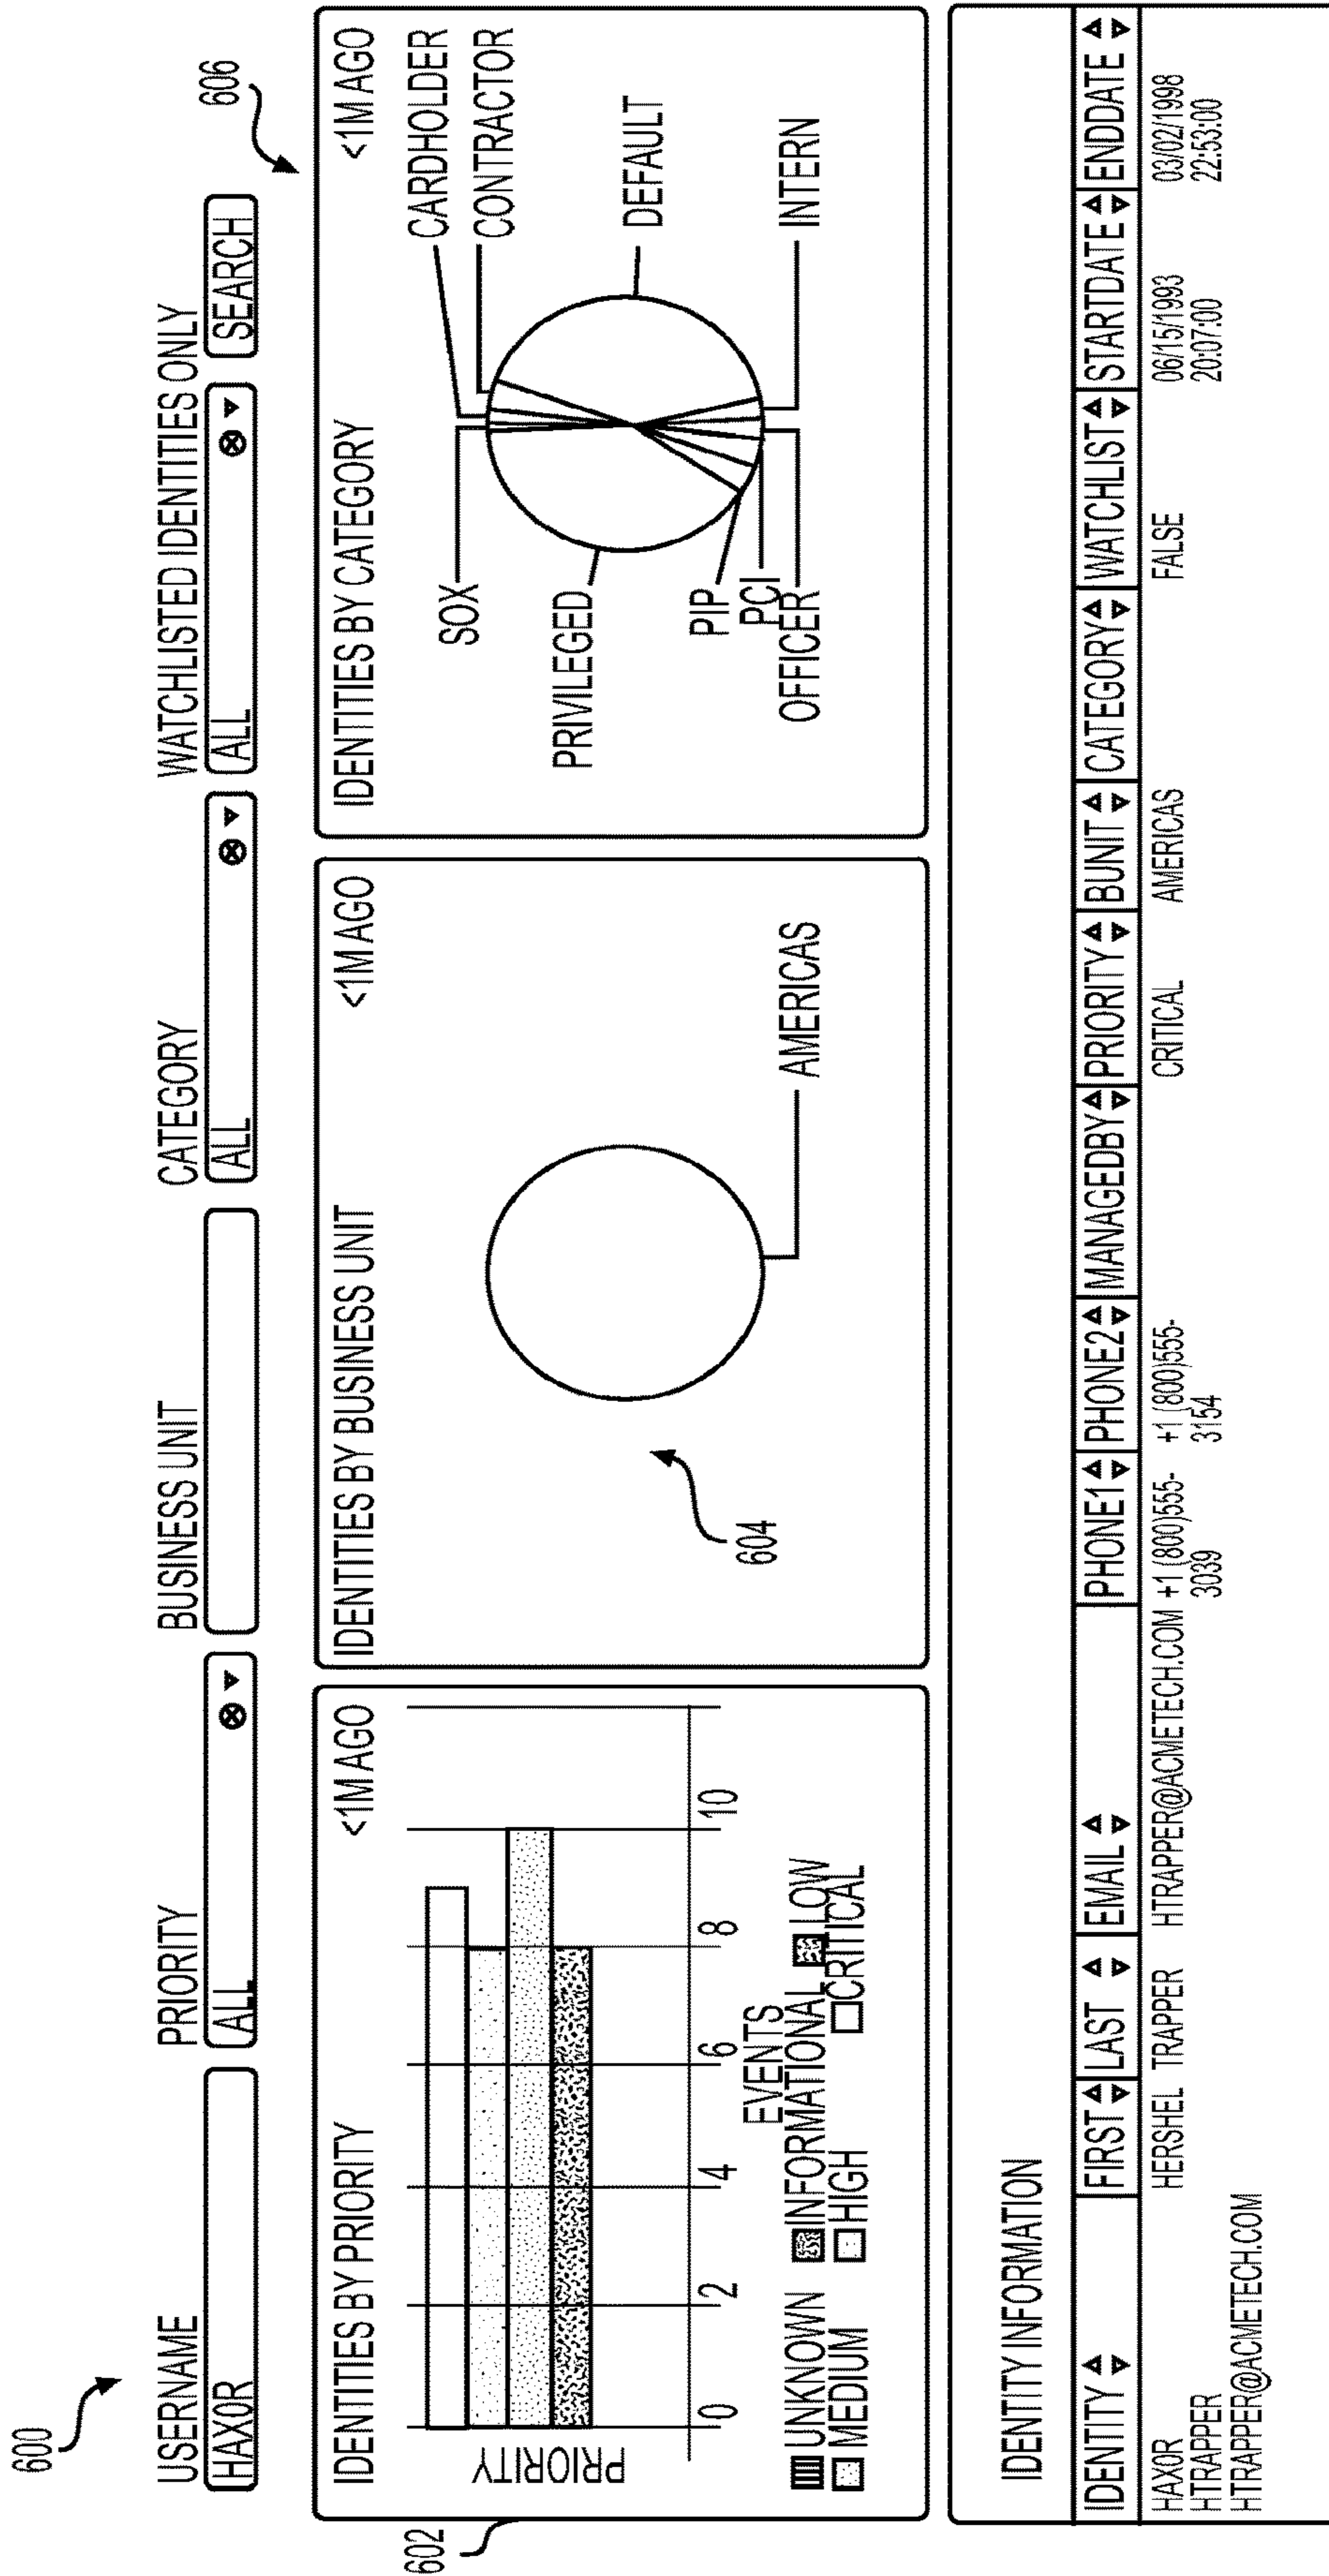 600
USERNAME PRIORITY BUSINESS UNIT CATEGORY WATCHLISTED IDENTITIES ONLY
HAX0R ALL ALL ALL SEARCH
606
602
IDENTITIES BY PRIORITY <1M AGO
PRIORITY
0 2 4 6 8 10
EVENTS
UNKNOWN INFORMATIONAL LOW
MEDIUM HIGH CRITICAL
IDENTITIES BY BUSINESS UNIT <1M AGO
604
AMERICAS
IDENTITIES BY CATEGORY <1M AGO
SOX CARDHOLDER
CONTRACTOR
PRIVILEGED DEFAULT
PIP
PCI
OFFICER INTERN
IDENTITY INFORMATION
IDENTITY FIRST LAST EMAIL PHONE1 PHONE2 MANAGEDBY PRIORITY BUNIT CATEGORY WATCHLIST STARTDATE ENDDATE
HAX0R HERSHEL TRAPPER HTRAPPER@ACMETECH.COM +1 (800)555- +1 (800)555- CRITICAL AMERICAS FALSE 06/15/1993 03/02/1998
HTRAPPER 3039 3154 20:07:00 22:53:00
HTRAPPER@ACMETECH.COM